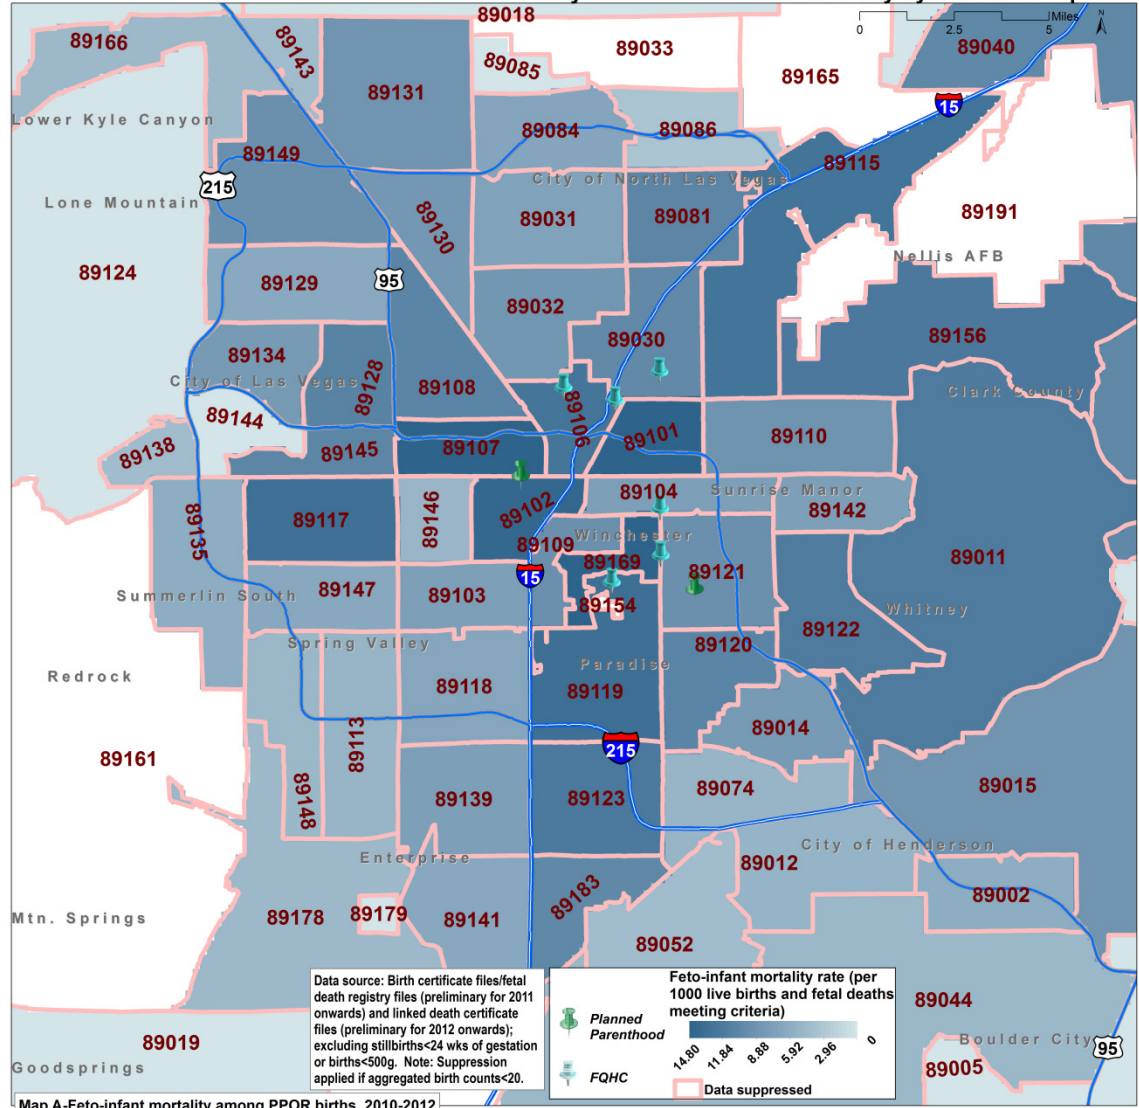 89018
Miles
0
2.5
5
N
89166
89143
89033
89040
89085
89165
89131
15
Lower Kyle Canyon
89084
89086
89149
89115
City of North Las Vegas
215
Lone Mountain
89130
89031
89081
89191
Nellis AFB
89124
95
89129
89032
89030
89156
89134
City of Las Vegas
89128
89108
Clark County
89144
89106
89101
89110
89138
89145
89107
89104
Sunrise Manor
89142
89135
89117
89146
89102
89109
Winchester
89169
89121
89011
15
Summerlin South
89147
89103
89154
Whitney
89122
Spring Valley
89120
Paradise
Redrock
89118
89119
89014
89161
89113
215
89148
89139
89123
89074
89015
Enterprise
89012
City of Henderson
89183
89002
Mtn. Springs
89178
89179
89141
89052
89044
Boulder City
95
89005
89019
Goodsprings
Data source: Birth certificate files/fetal
death registry files (preliminary for 2011
onwards) and linked death certificate
files (preliminary for 2012 onwards);
excluding stillbirths<24 wks of gestation
or births<500g. Note: Suppression
applied if aggregated birth counts<20.
Planned
Parenthood
FQHC
Feto-infant mortality rate (per
1000 live births and fetal deaths
meeting criteria)
14.80
11.84
8.88
5.92
2.96
0
Data suppressed
Map A-Feto-infant mortality among PPOR births, 2010-2012